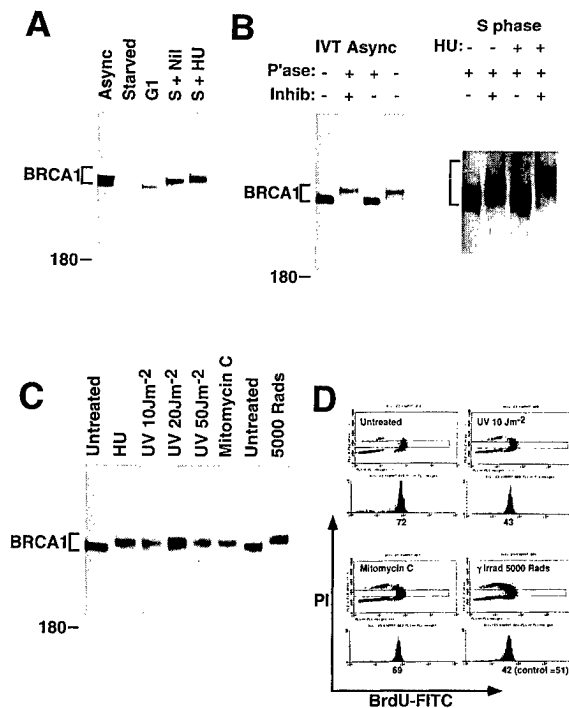 A
Async
Starved
G1
S + Nil
S + HU
BRCA1
180
B
IVT Async
P'ase: - + + -
Inhib: - + - -
BRCA1
180
S phase
HU: - - + +
+ + + +
- + - +
C
Untreated
HU
UV 10Jm-2
UV 20Jm-2
UV 50Jm-2
Mitomycin C
Untreated
5000 Rads
BRCA1
180
D
Untreated
UV 10 Jm-2
72
43
Mitomycin C
γ Irrad 5000 Rads
69
42 (control =51)
PI
BrdU-FITC